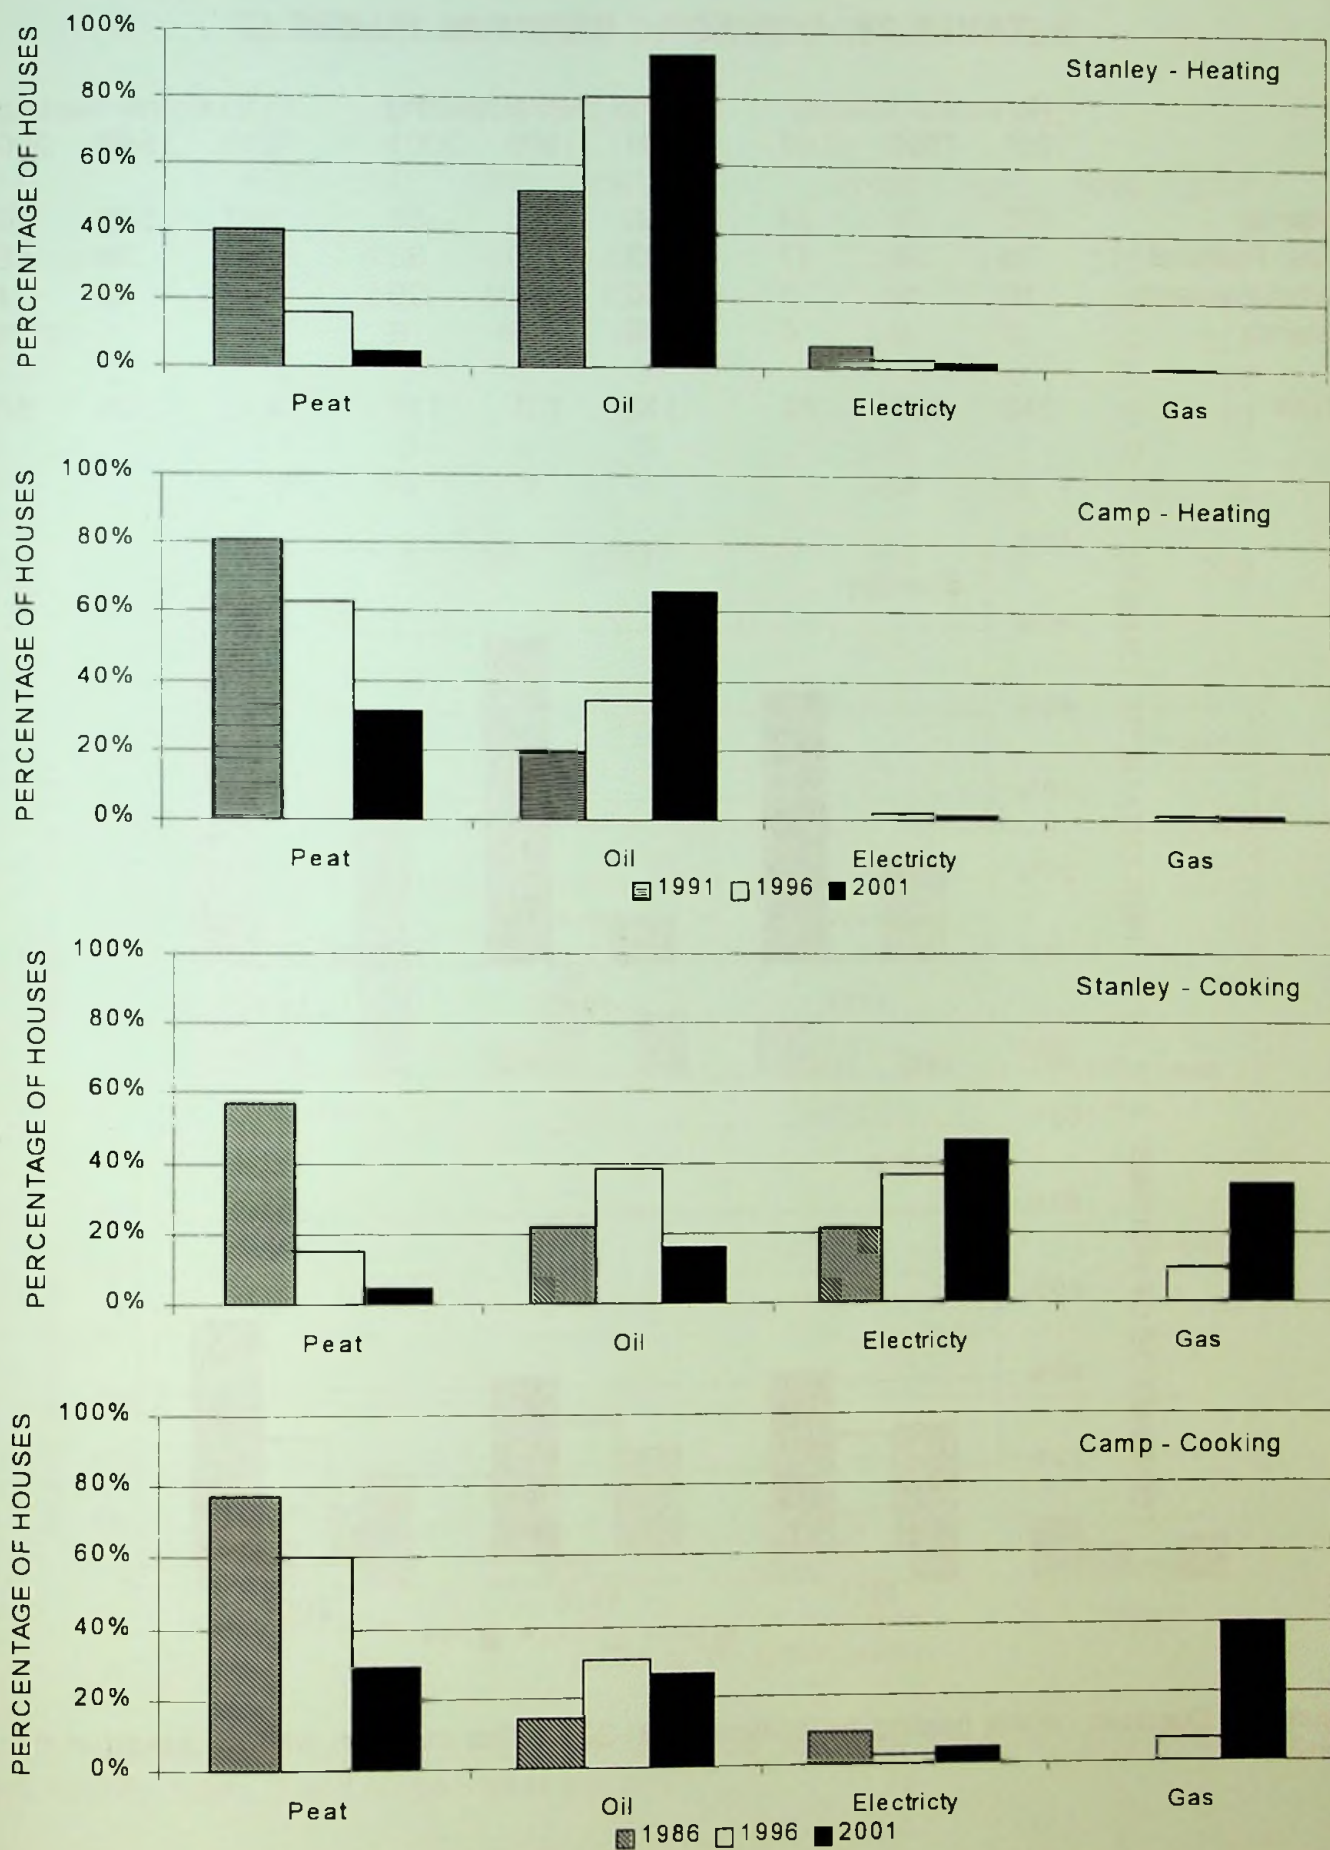 PERCENTAGE OF HOUSES
100%
80%
60%
40%
20%
0%
Stanley - Heating
Peat Oil Electricty Gas
PERCENTAGE OF HOUSES
100%
80%
60%
40%
20%
0%
Camp - Heating
Peat Oil Electricty Gas
1991 1996 2001
PERCENTAGE OF HOUSES
100%
80%
60%
40%
20%
0%
Stanley - Cooking
Peat Oil Electricty Gas
PERCENTAGE OF HOUSES
100%
80%
60%
40%
20%
0%
Camp - Cooking
Peat Oil Electricty Gas
1986 1996 2001